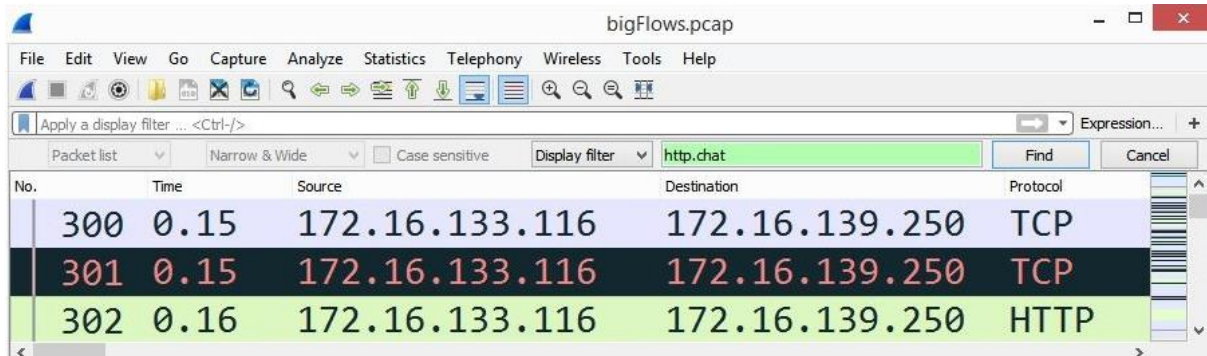 bigFlows.pcap
File Edit View Go Capture Analyze Statistics Telephony Wireless Tools Help
Apply a display filter ... <Ctrl-/> Expression... +
Packet list Narrow & Wide Case sensitive Display filter http.chat Find Cancel
No. Time Source Destination Protocol
300 0.15 172.16.133.116 172.16.139.250 TCP
301 0.15 172.16.133.116 172.16.139.250 TCP
302 0.16 172.16.133.116 172.16.139.250 HTTP